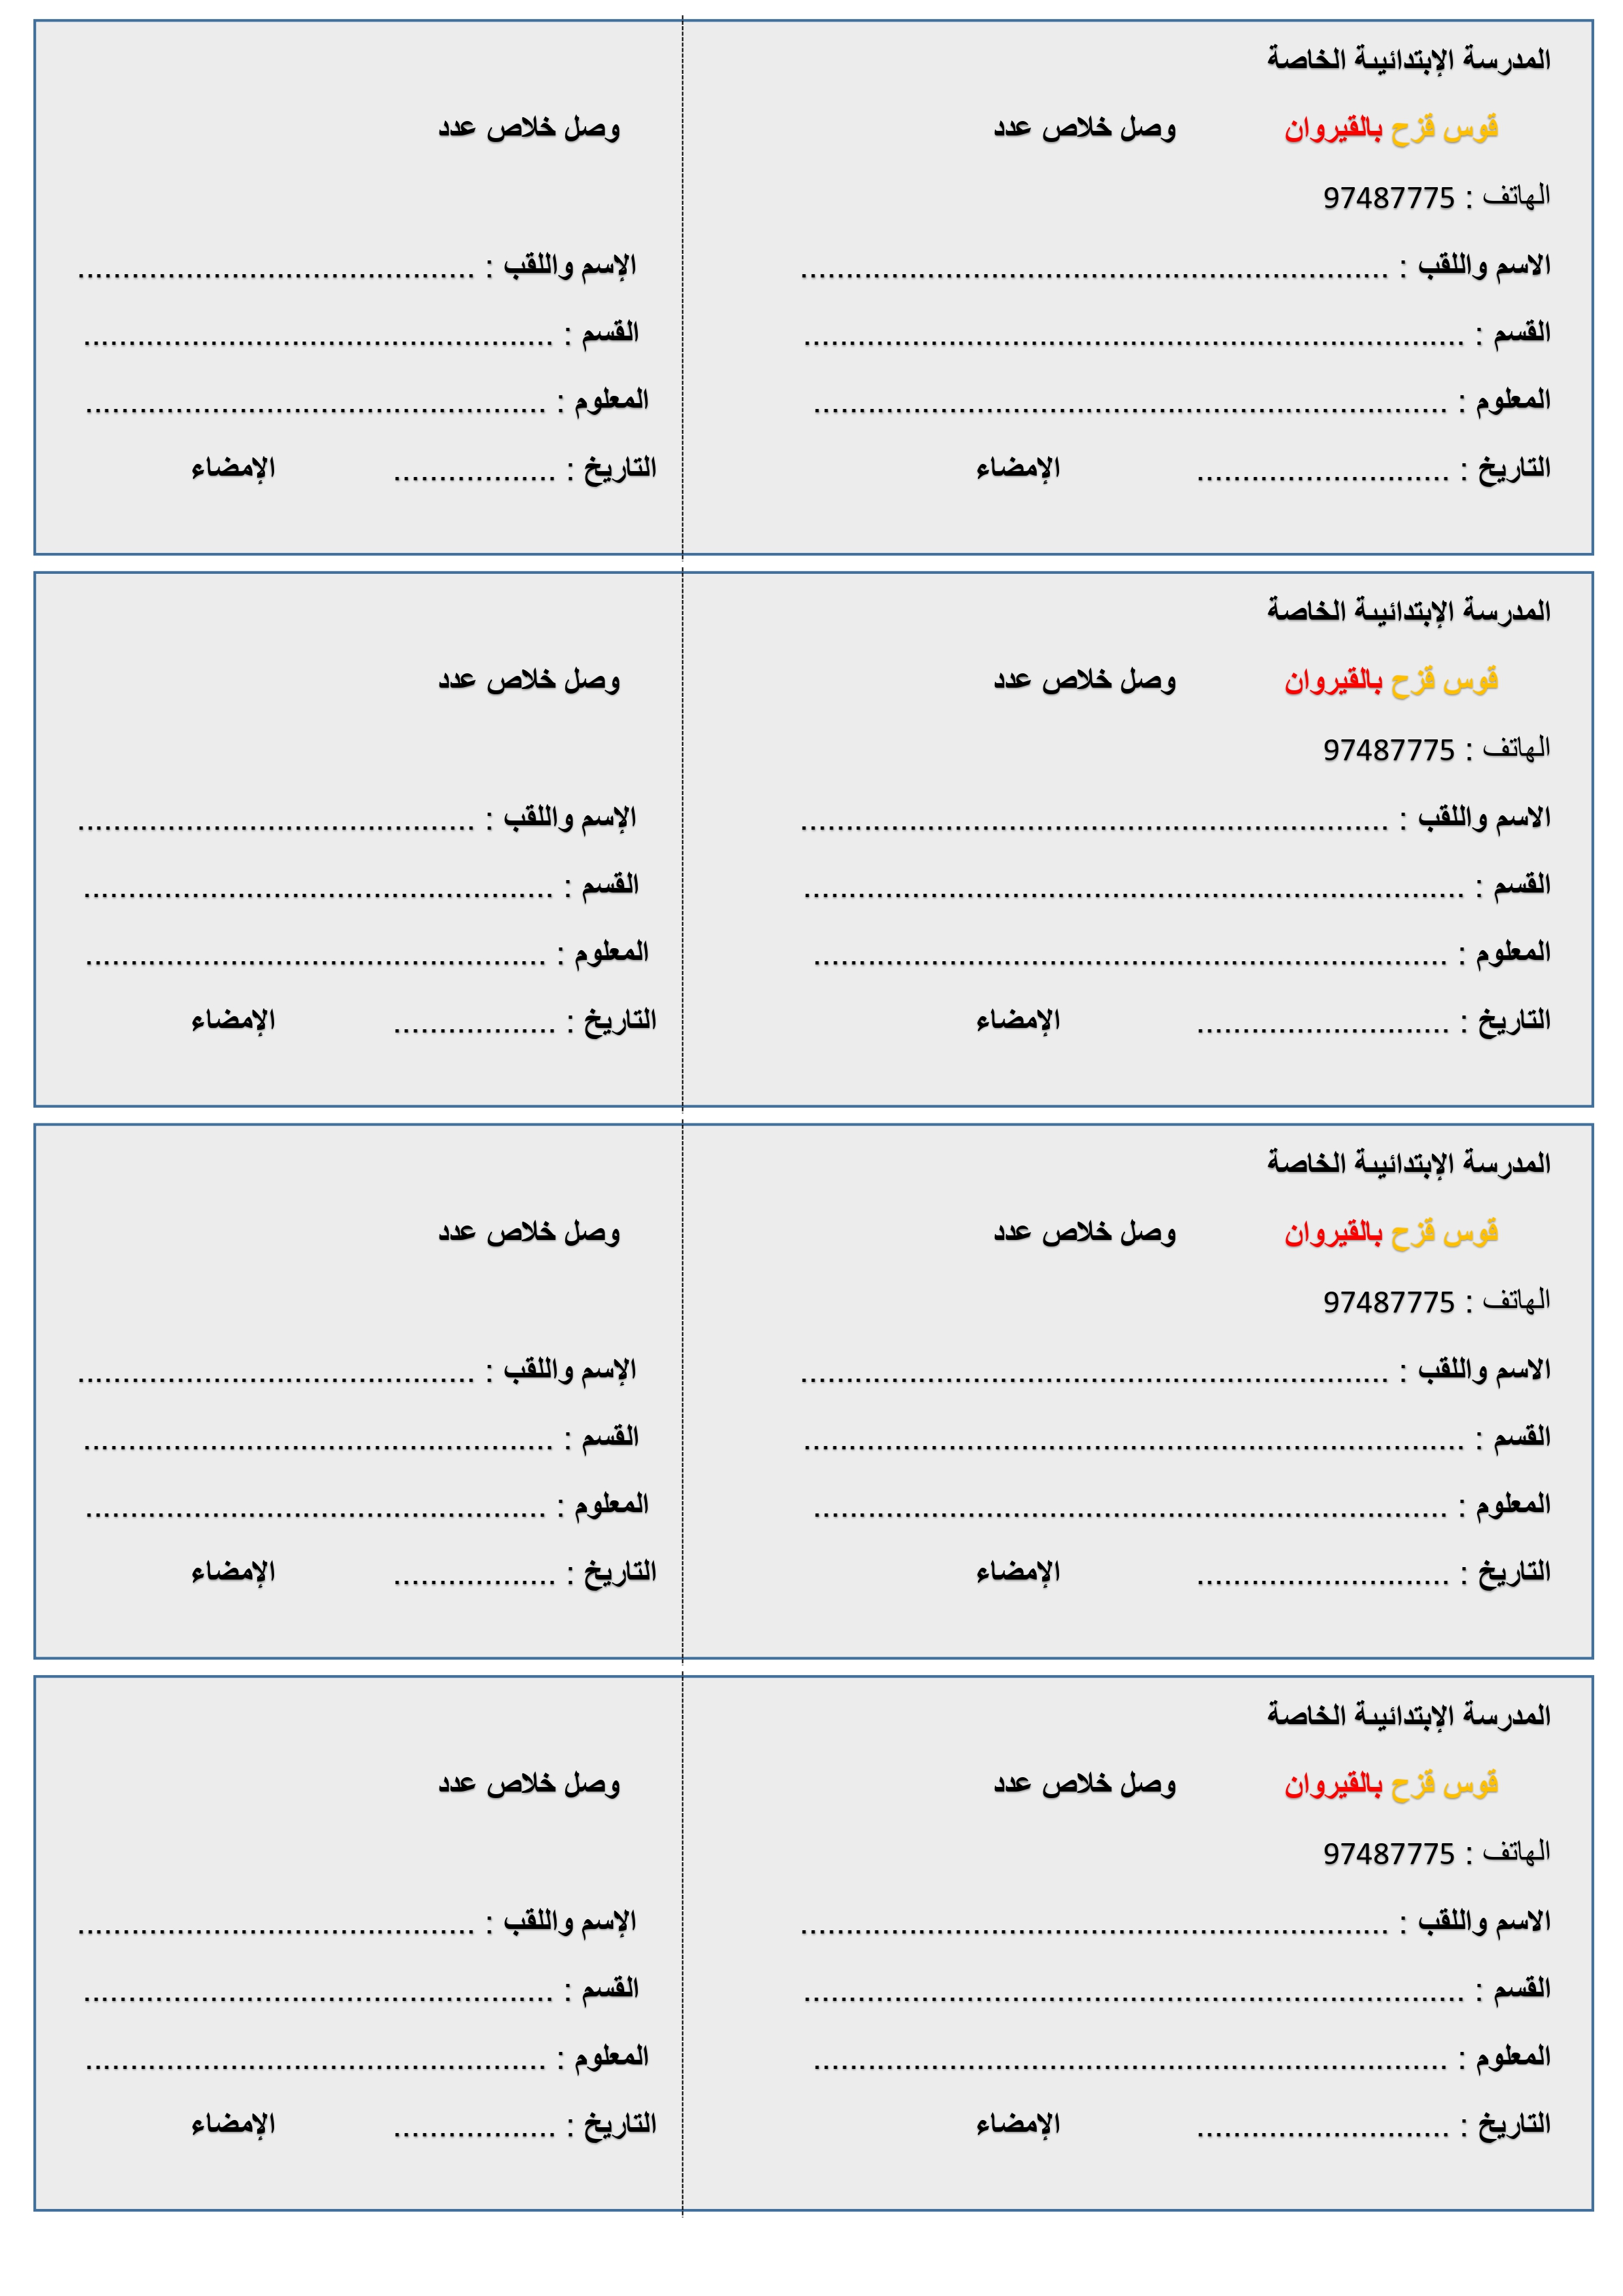 المدرسة الإبتدائيىة الخاصة
قوس قزح بالقيروان وصل خلاص عدد
الهاتف : 97487775
الاسم واللقب : .................................................................
القسم : .........................................................................
المعلوم : ......................................................................
التاريخ : ............................ الإمضاء
وصل خلاص عدد
الإسم واللقب : ............................................
القسم : ....................................................
المعلوم : ...................................................
التاريخ : .................. الإمضاء
المدرسة الإبتدائيىة الخاصة
قوس قزح بالقيروان وصل خلاص عدد
الهاتف : 97487775
الاسم واللقب : .................................................................
القسم : .........................................................................
المعلوم : ......................................................................
التاريخ : ............................ الإمضاء
وصل خلاص عدد
الإسم واللقب : ............................................
القسم : ....................................................
المعلوم : ...................................................
التاريخ : .................. الإمضاء
المدرسة الإبتدائيىة الخاصة
قوس قزح بالقيروان وصل خلاص عدد
الهاتف : 97487775
الاسم واللقب : .................................................................
القسم : .........................................................................
المعلوم : ......................................................................
التاريخ : ............................ الإمضاء
وصل خلاص عدد
الإسم واللقب : ............................................
القسم : ....................................................
المعلوم : ...................................................
التاريخ : .................. الإمضاء
المدرسة الإبتدائيىة الخاصة
قوس قزح بالقيروان وصل خلاص عدد
الهاتف : 97487775
الاسم واللقب : .................................................................
القسم : .........................................................................
المعلوم : ......................................................................
التاريخ : ............................ الإمضاء
وصل خلاص عدد
الإسم واللقب : ............................................
القسم : ....................................................
المعلوم : ...................................................
التاريخ : .................. الإمضاء